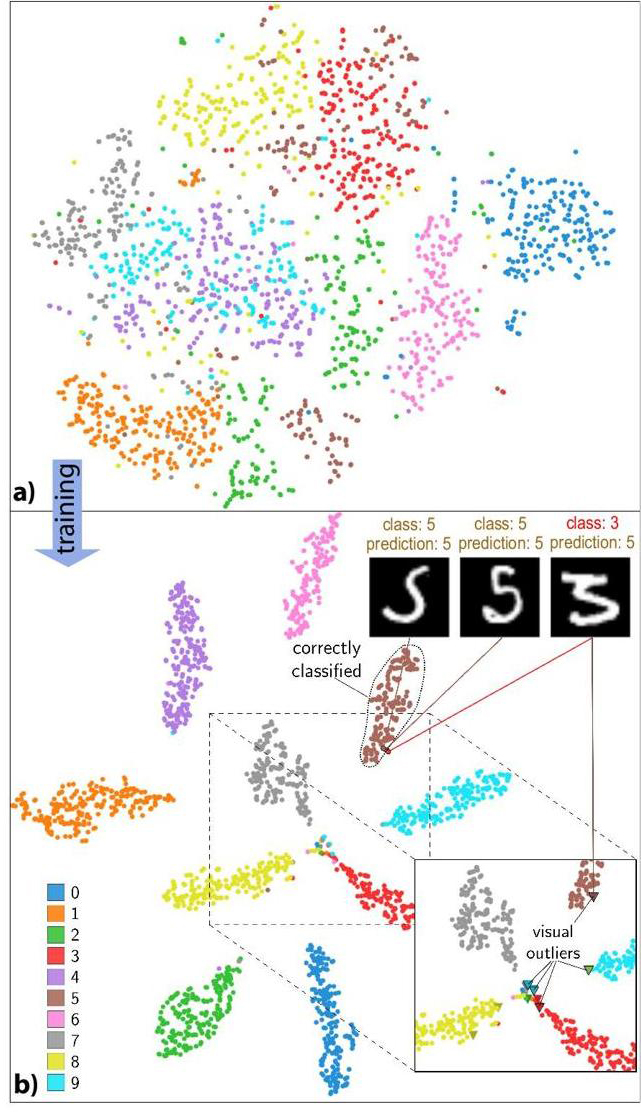 a)
training
class: 5
prediction: 5
class: 5
prediction: 5
class: 3
prediction: 5
correctly
classified
visual
outliers
0
1
2
3
4
5
6
7
8
9
b)